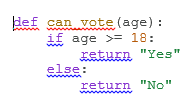 def can_vote(age):
    if age >= 18:
        return "Yes"
    else:
        return "No"